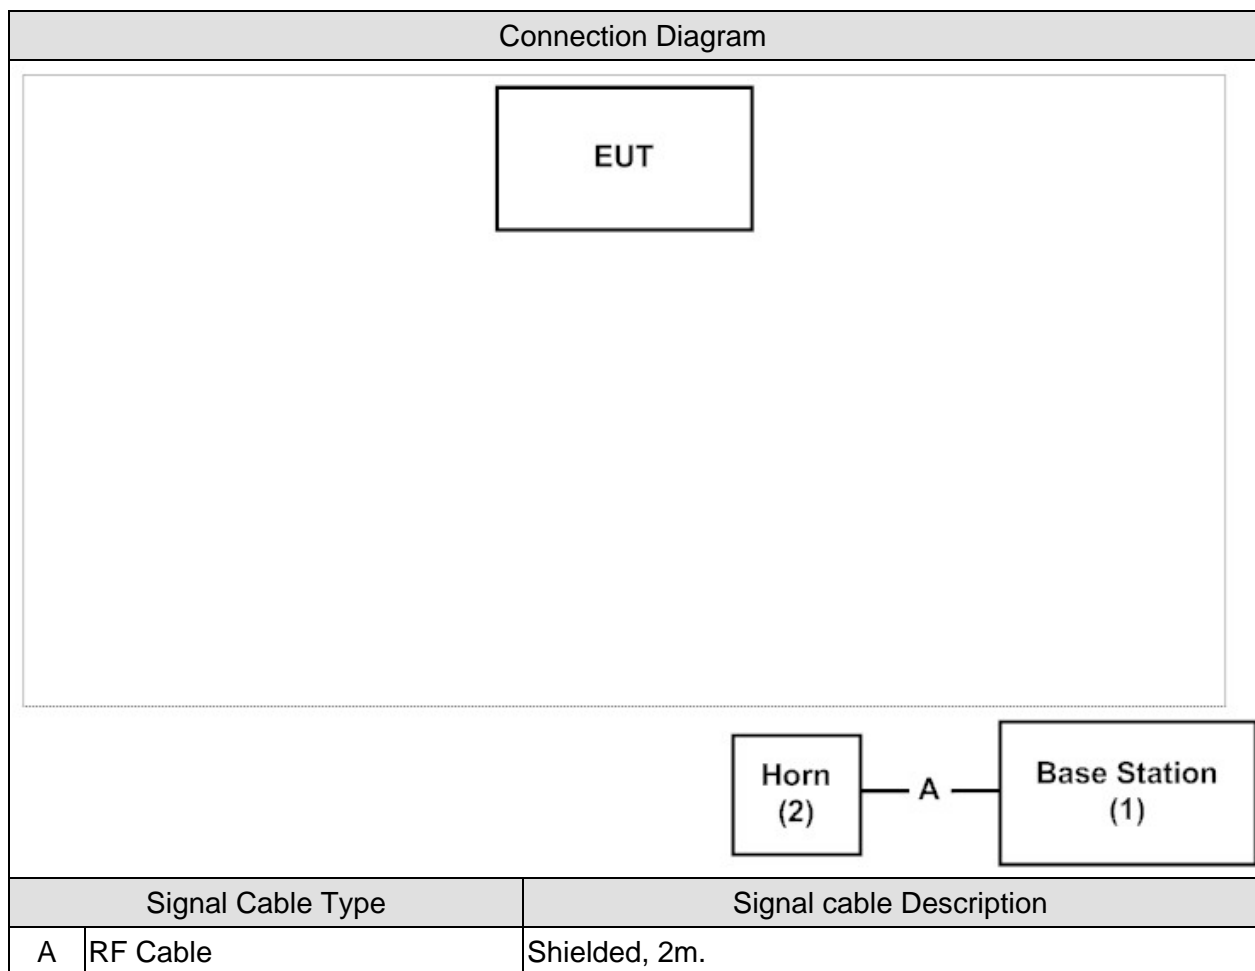 Connection Diagram
EUT
Horn
(2)
A
Base Station
(1)
Signal Cable Type
Signal cable Description
A
RF Cable
Shielded, 2m.